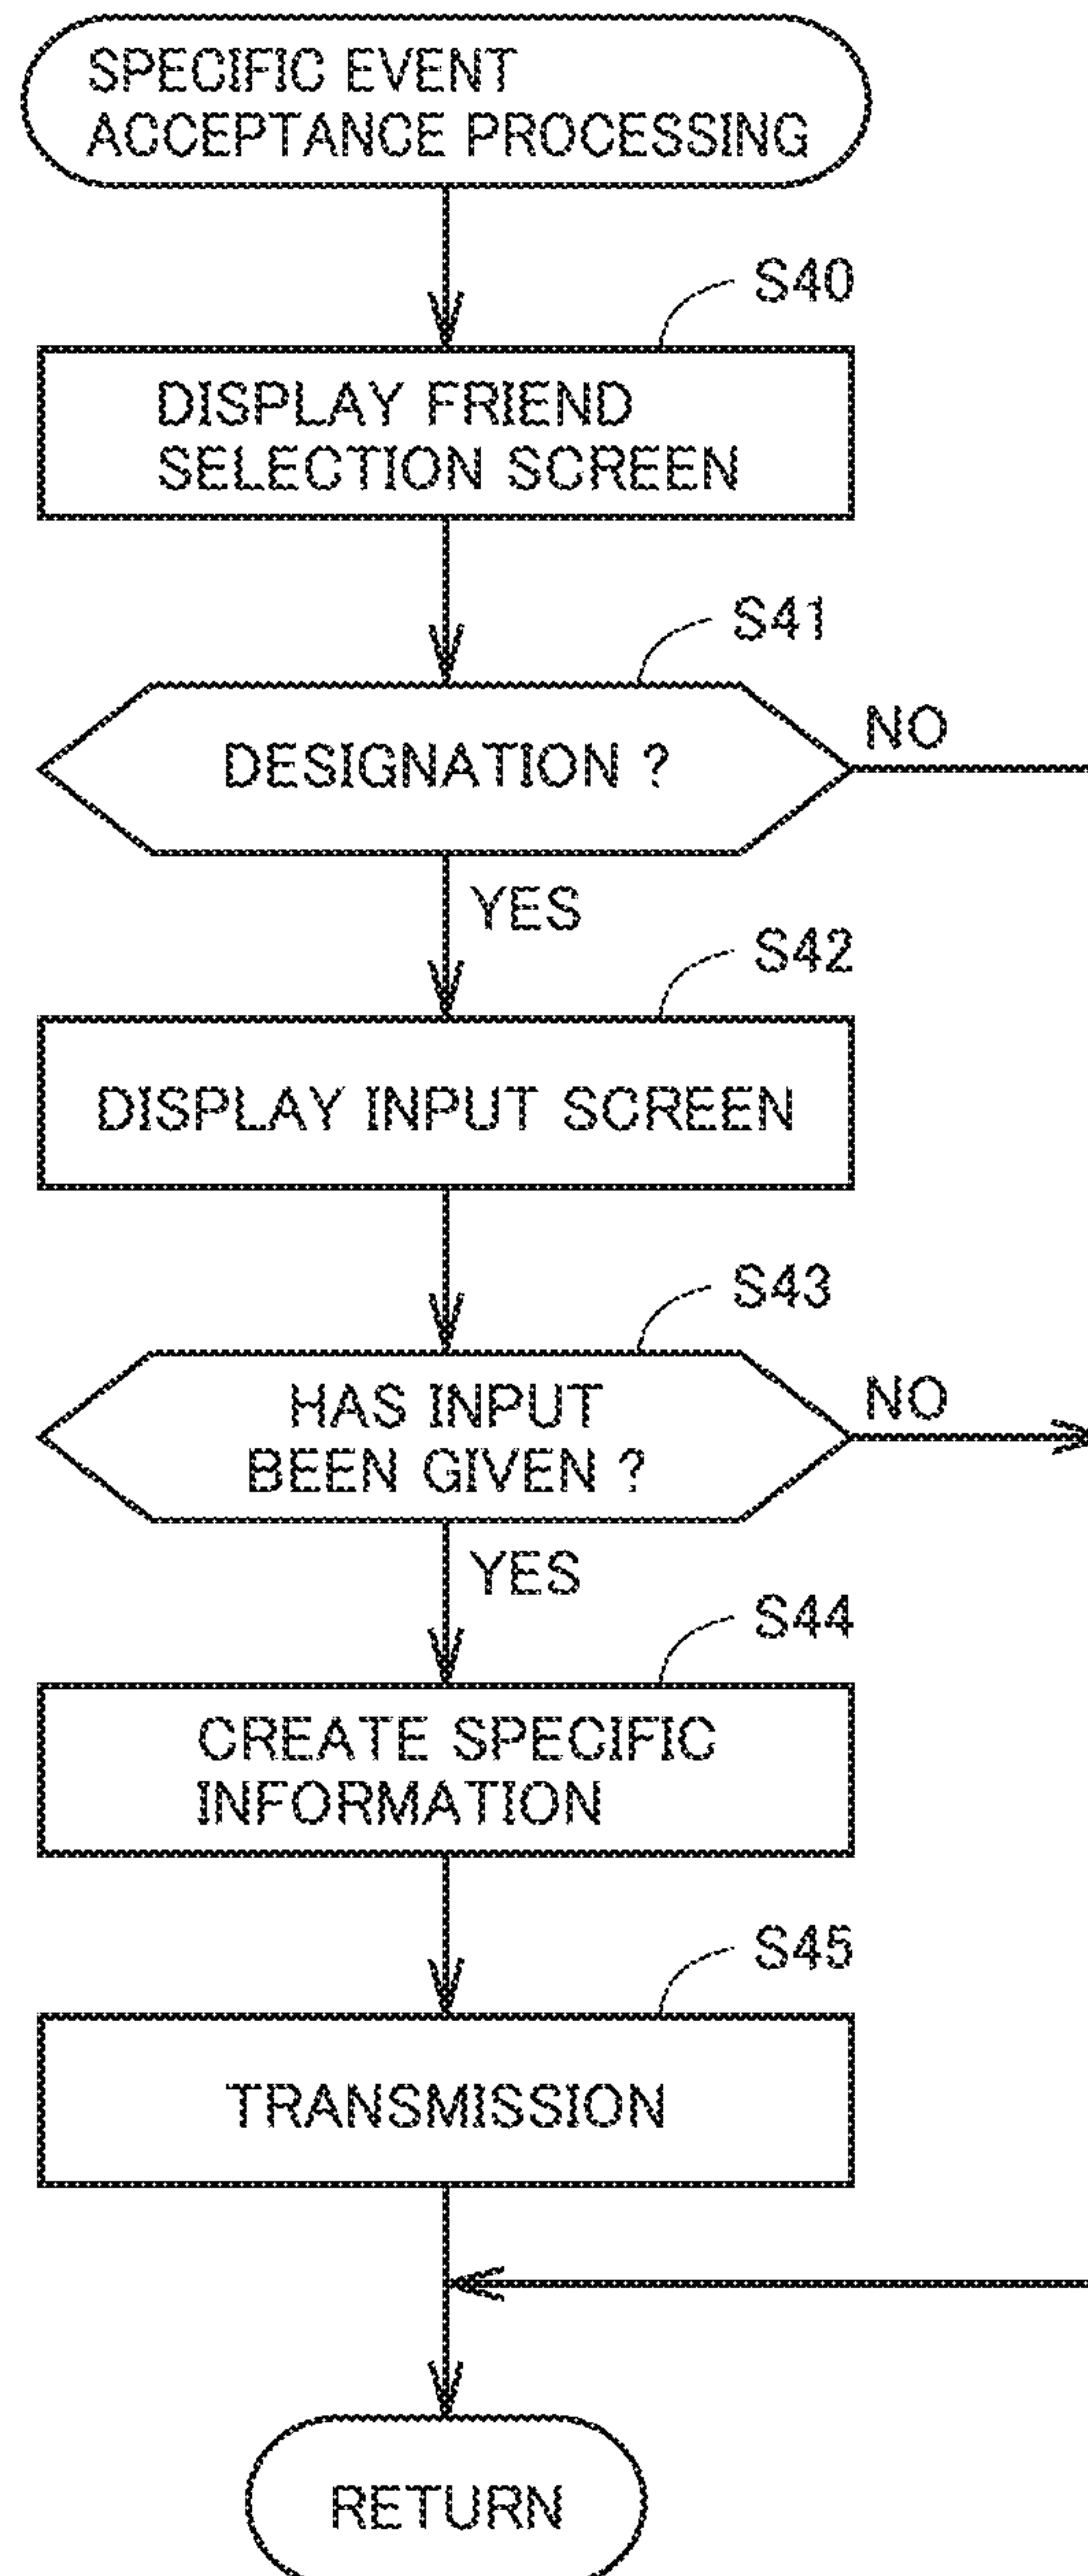 SPECIFIC EVENT
ACCEPTANCE PROCESSING
S40
DISPLAY FRIEND
SELECTION SCREEN
S41
DESIGNATION ?
NO
YES
S42
DISPLAY INPUT SCREEN
S43
HAS INPUT
BEEN GIVEN ?
NO
YES
S44
CREATE SPECIFIC
INFORMATION
S45
TRANSMISSION
RETURN